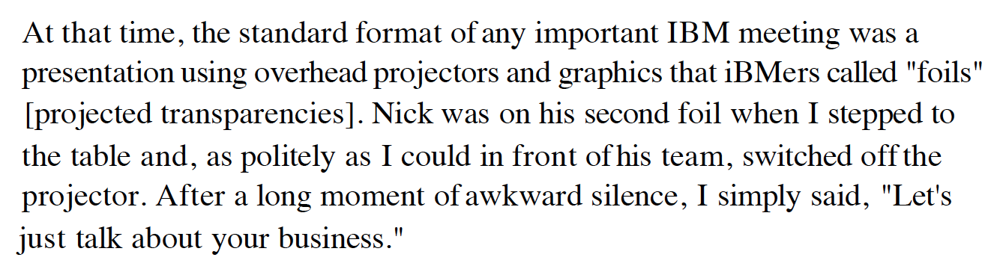 At that time, the standard format of any important IBM meeting was a
presentation using overhead projectors and graphics that iBMers called "foils"
[projected transparencies]. Nick was on his second foil when I stepped to
the table and, as politely as I could in front of his team, switched off the
projector. After a long moment of awkward silence, I simply said, "Let's
just talk about your business."